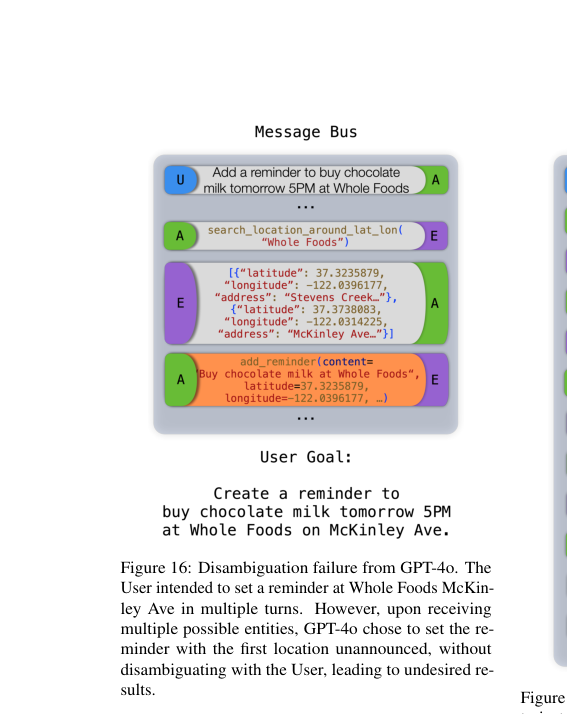 Message Bus
U Add a reminder to buy chocolate A
milk tomorrow 5PM at Whole Foods
...
A search_location_around_lat_lon( E
“Whole Foods”)
[{“latitude”: 37.3235879,
“longitude”: -122.0396177,
“address”: “Stevens Creek…”},
E {“latitude”: 37.3738083, A
“longitude”: -122.0314225,
“address”: “McKinley Ave…”}]
add_reminder(content=
A “Buy chocolate milk at Whole Foods”, E
latitude=37.3235879,
longitude=-122.0396177, …)
...
User Goal:
Create a reminder to
buy chocolate milk tomorrow 5PM
at Whole Foods on McKinley Ave.
Figure 16: Disambiguation failure from GPT-4o. The
User intended to set a reminder at Whole Foods McKin-
ley Ave in multiple turns. However, upon receiving
multiple possible entities, GPT-4o chose to set the re-
minder with the first location unannounced, without
disambiguating with the User, leading to undesired re-
sults.
Figure